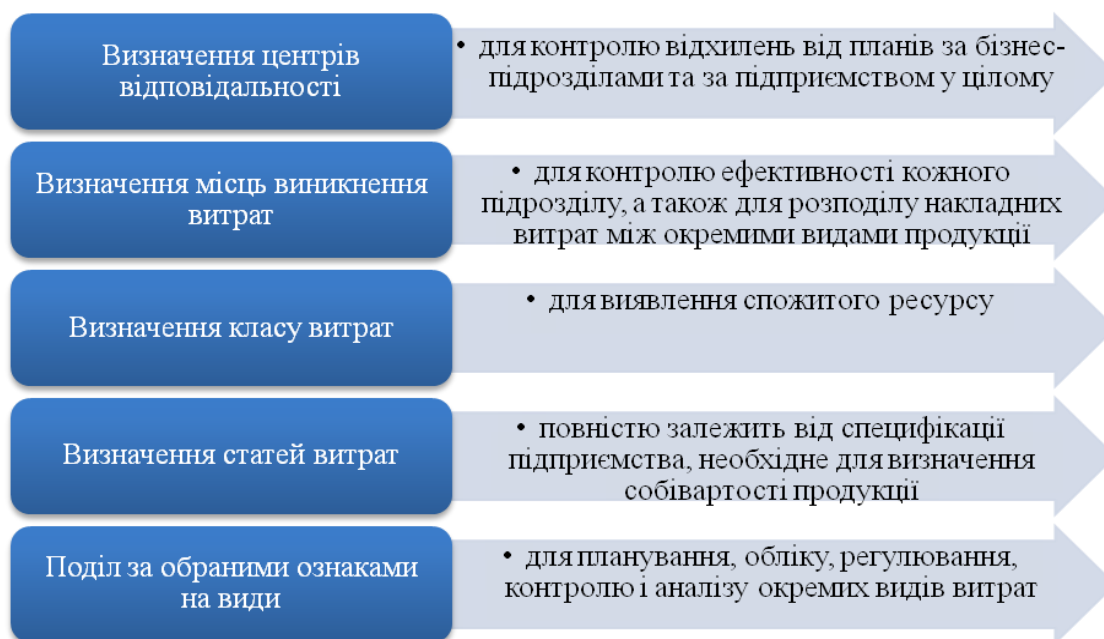 Визначення центрів
відповідальності
• для контролю відхилень від планів за бізнес-
підрозділами та за підприємством у цілому
Визначення місць виникнення
витрат
• для контролю ефективності кожного
підрозділу, а також для розподілу накладних
витрат між окремими видами продукції
Визначення класу витрат
• для виявлення спожитого ресурсу
Визначення статей витрат
• повністю залежить від специфікації
підприємства, необхідне для визначення
собівартості продукції
Поділ за обраними ознаками
на види
• для планування, обліку, регулювання,
контролю і аналізу окремих видів витрат